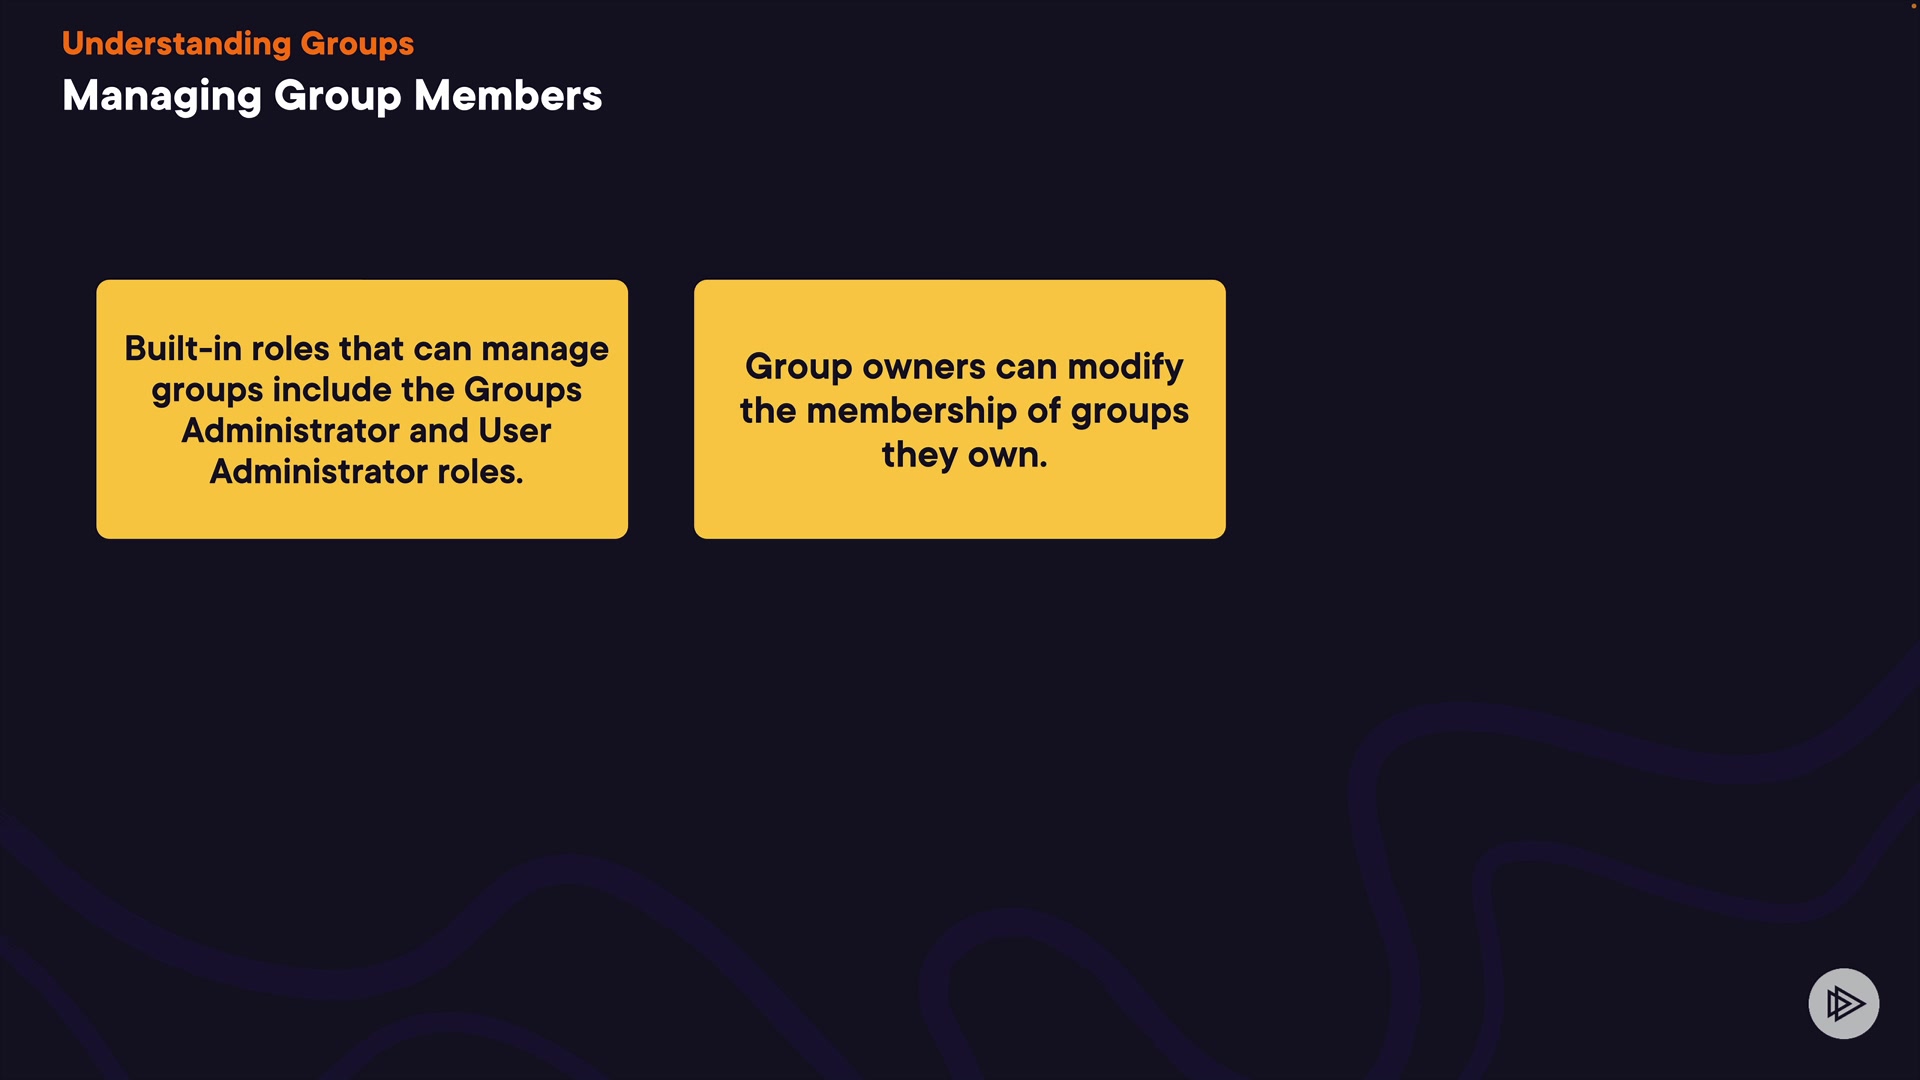 Understanding Groups
Managing Group Members
Built-in roles that can manage
groups include the Groups
Administrator and User
Administrator roles.
Group owners can modify
the membership of groups
they own.